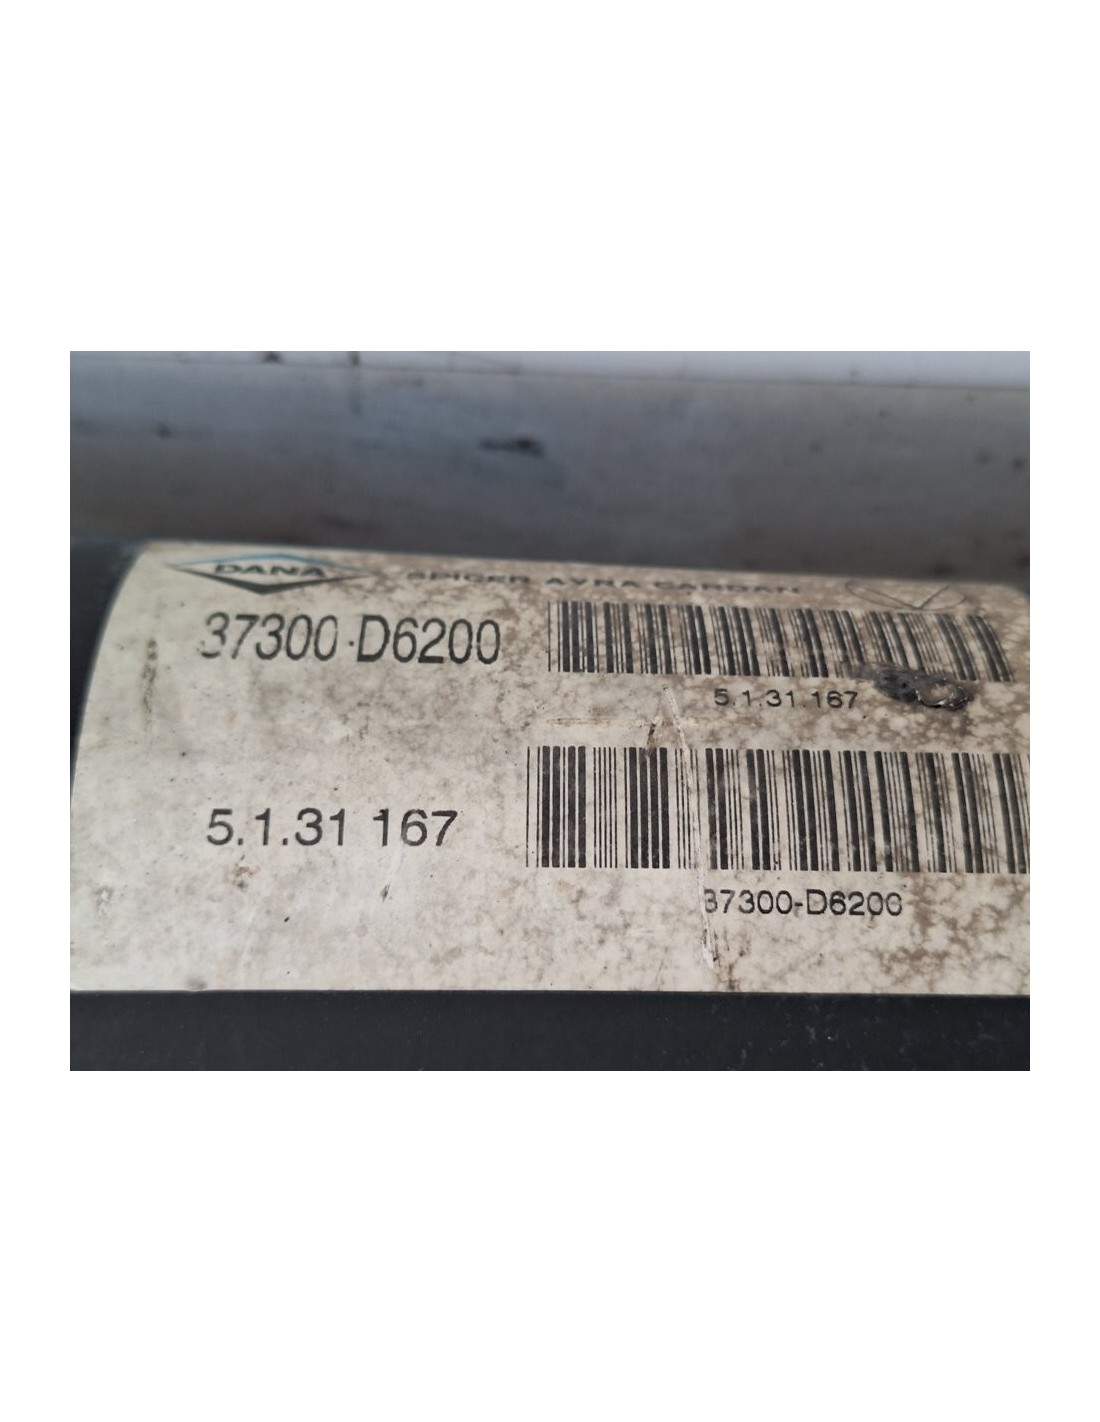 DANA SPICER AYRA CARDAN
37300-D6200
5.1.31.167
5.1.31 167
37300-D6200